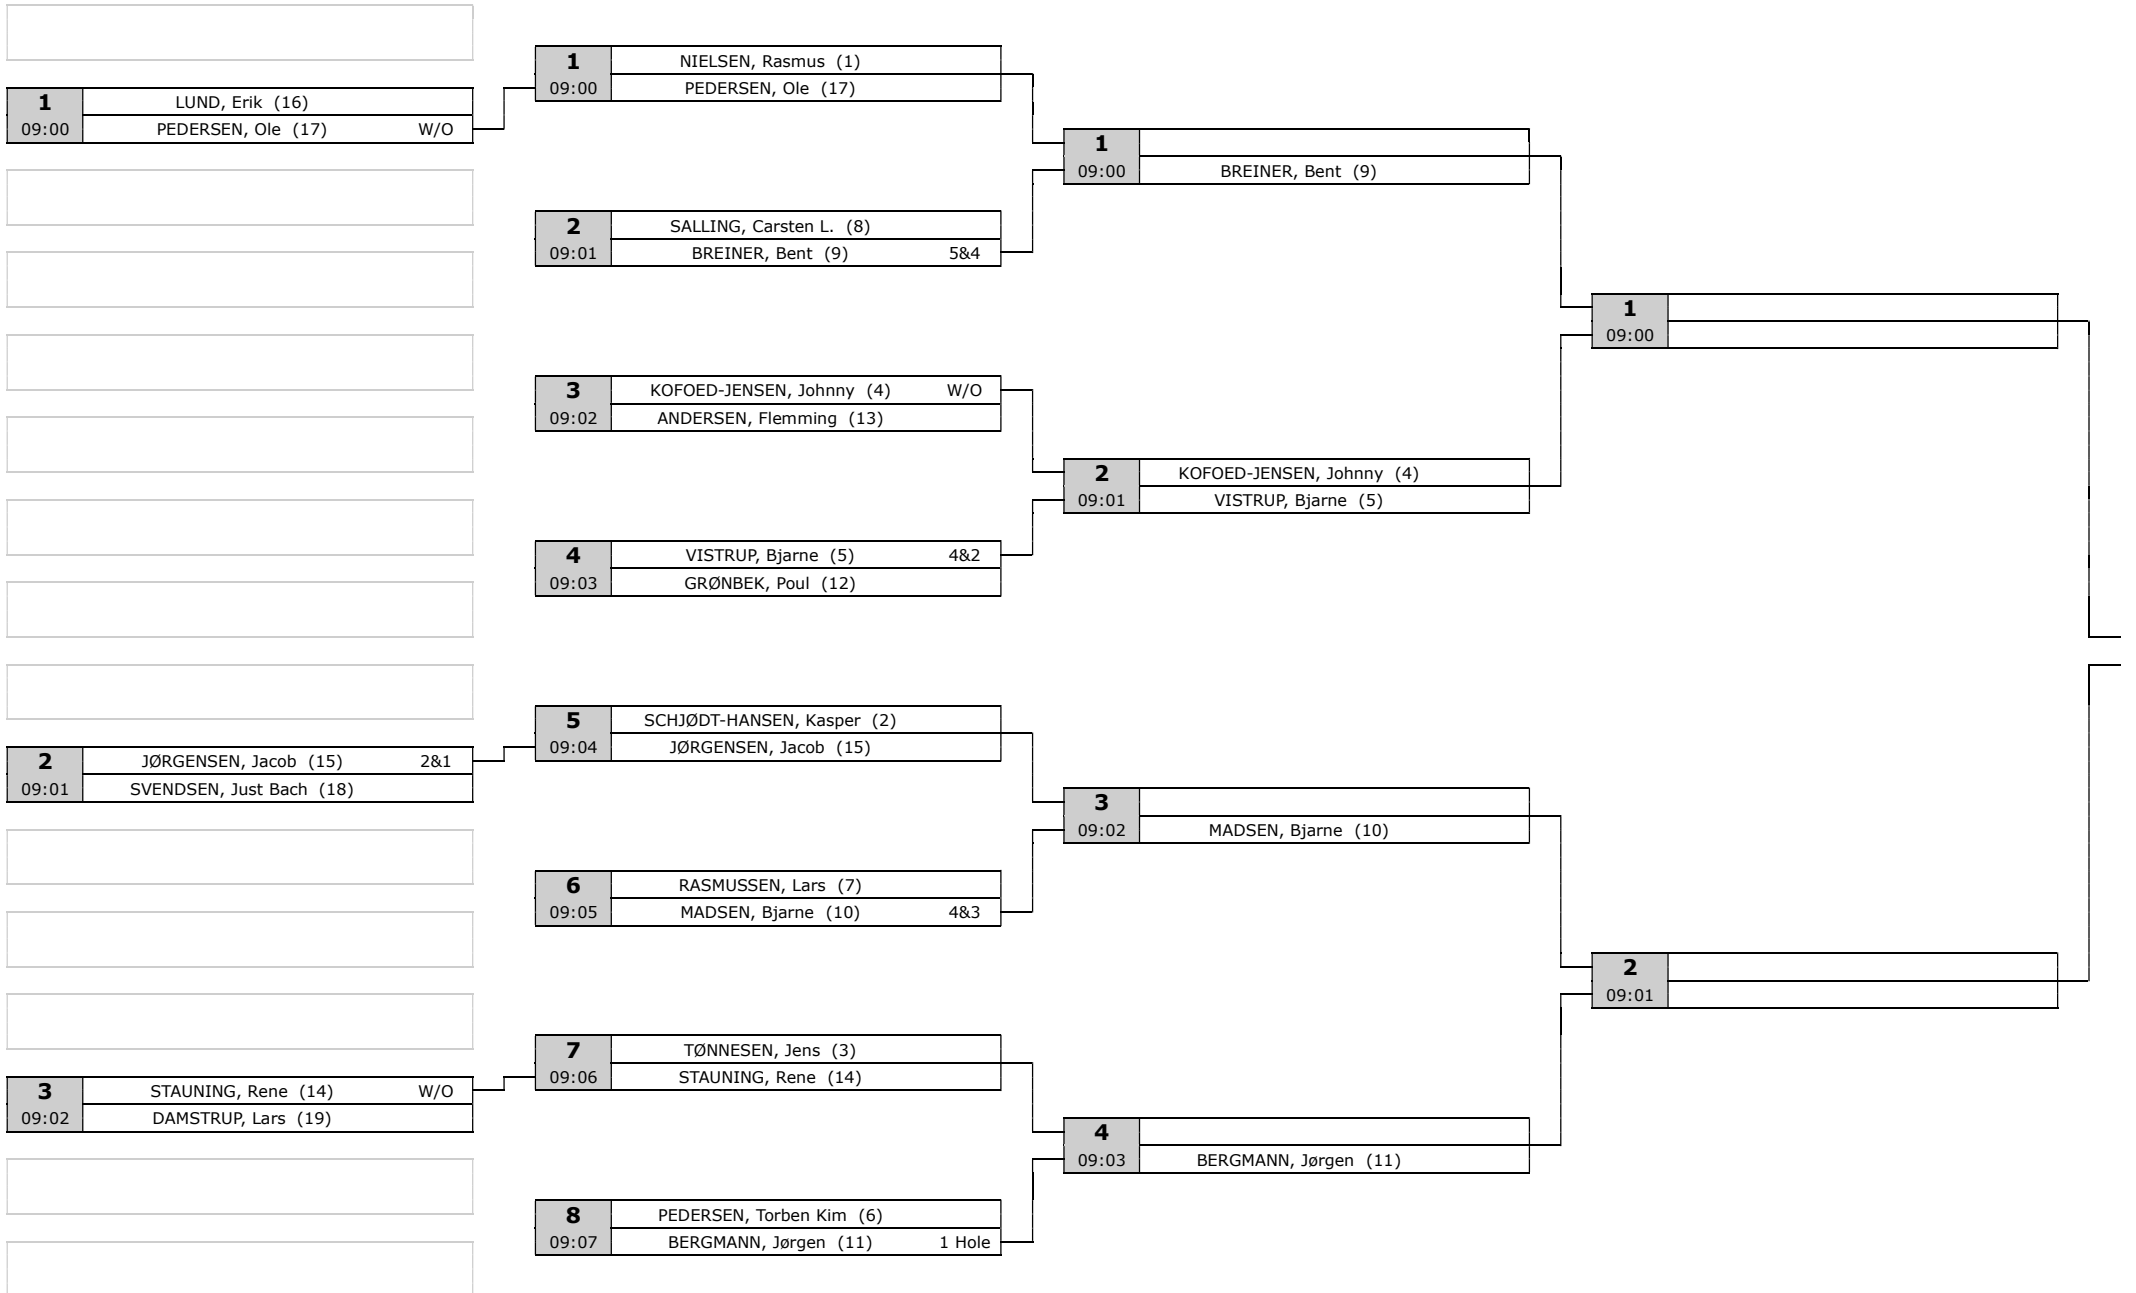 1
LUND, Erik (16)
09:00
PEDERSEN, Ole (17) W/O
2
JØRGENSEN, Jacob (15) 2&1
09:01
SVENDSEN, Just Bach (18)
3
STAUNING, Rene (14) W/O
09:02
DAMSTRUP, Lars (19)
1
NIELSEN, Rasmus (1)
09:00
PEDERSEN, Ole (17)
2
SALLING, Carsten L. (8)
09:01
BREINER, Bent (9) 5&4
3
KOFOED-JENSEN, Johnny (4) W/O
09:02
ANDERSEN, Flemming (13)
4
VISTRUP, Bjarne (5) 4&2
09:03
GRØNBEK, Poul (12)
5
SCHJØDT-HANSEN, Kasper (2)
09:04
JØRGENSEN, Jacob (15)
6
RASMUSSEN, Lars (7)
09:05
MADSEN, Bjarne (10) 4&3
7
TØNNESEN, Jens (3)
09:06
STAUNING, Rene (14)
8
PEDERSEN, Torben Kim (6)
09:07
BERGMANN, Jørgen (11) 1 Hole
1
09:00
BREINER, Bent (9)
2
KOFOED-JENSEN, Johnny (4)
09:01
VISTRUP, Bjarne (5)
3
09:02
MADSEN, Bjarne (10)
4
09:03
BERGMANN, Jørgen (11)
1
09:00
2
09:01